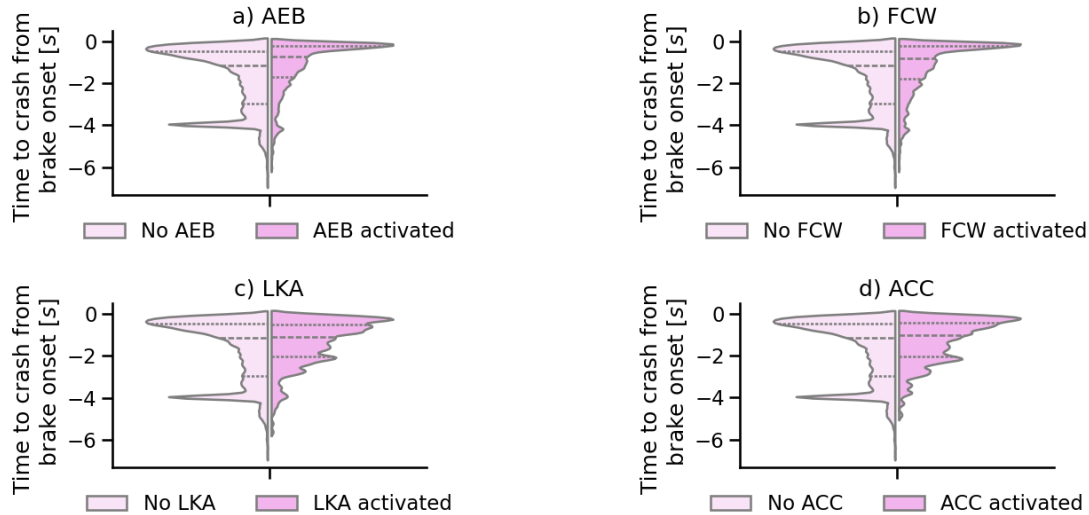 a) AEB
b) FCW
Time to crash from
brake onset [s]
0
−2
−4
−6
Time to crash from
brake onset [s]
0
−2
−4
−6
No AEB AEB activated
No FCW FCW activated
c) LKA
d) ACC
Time to crash from
brake onset [s]
0
−2
−4
−6
Time to crash from
brake onset [s]
0
−2
−4
−6
No LKA LKA activated
No ACC ACC activated